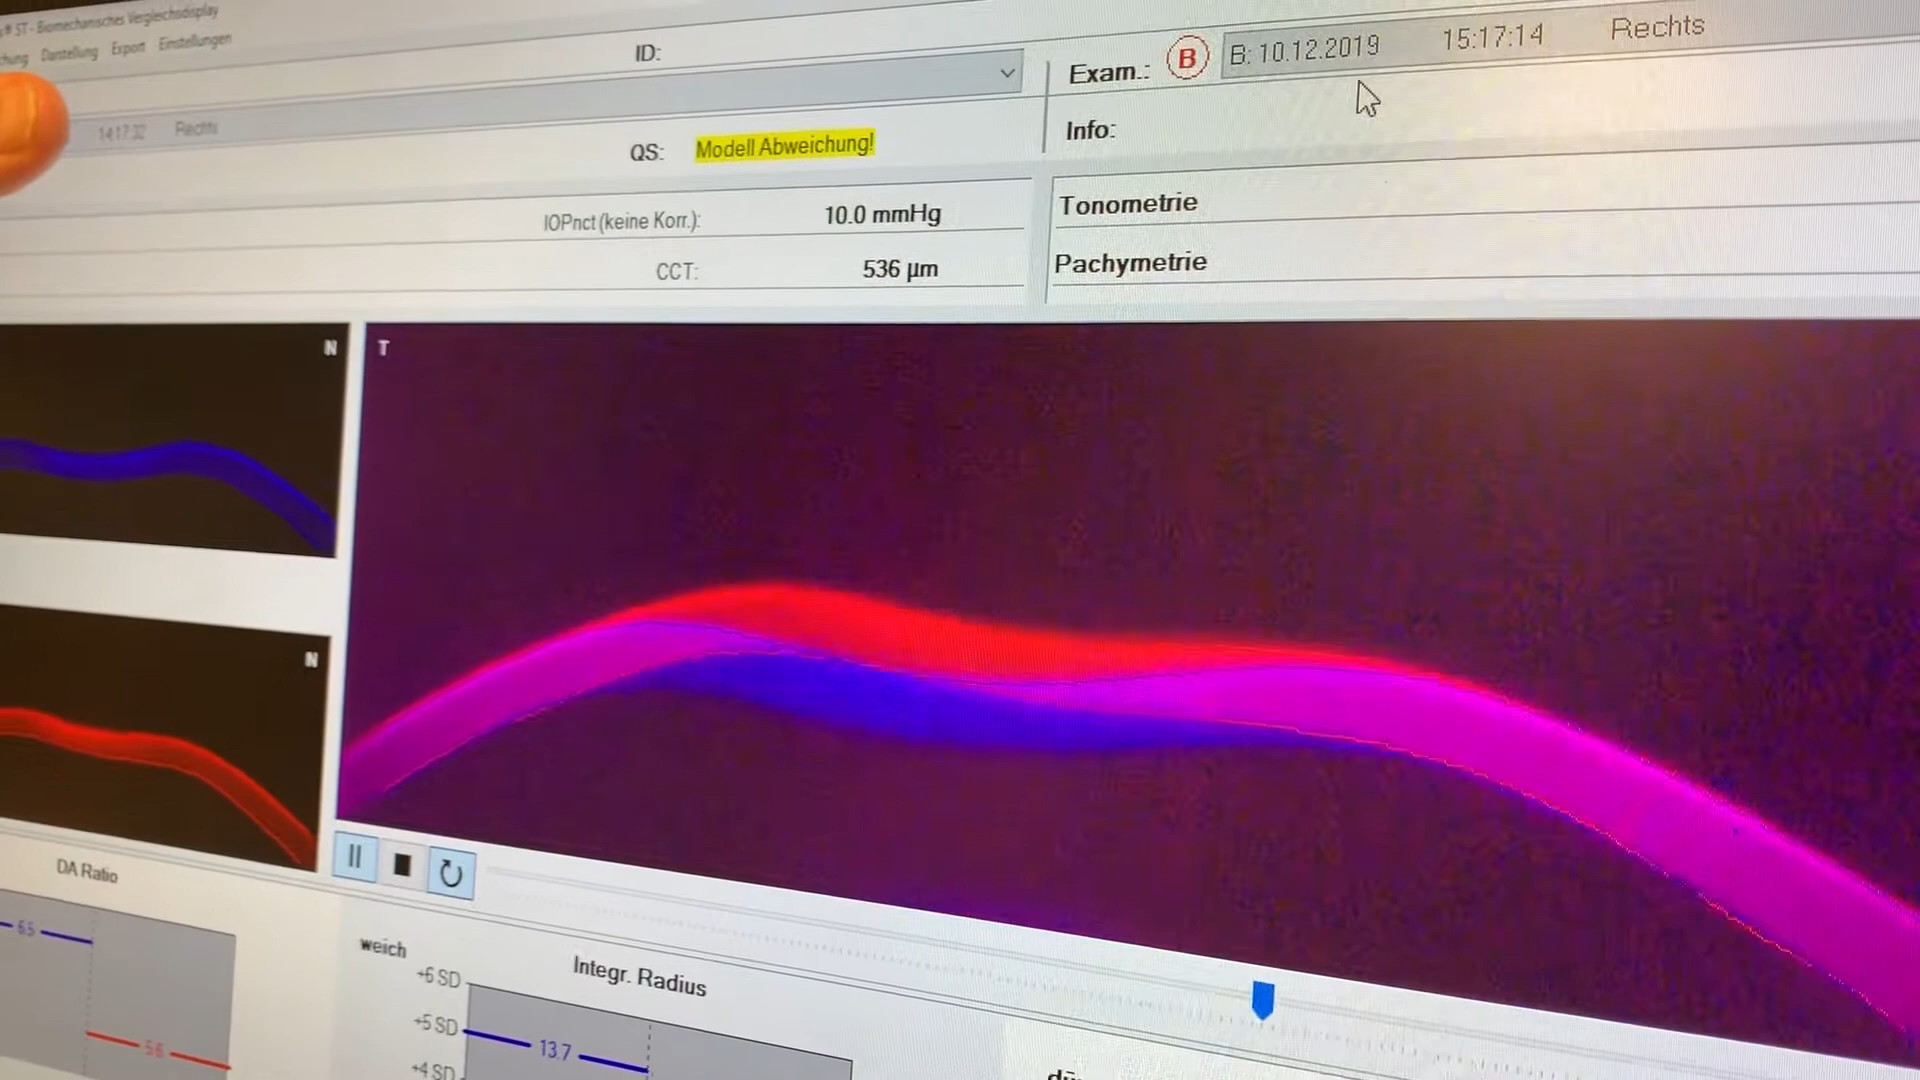 ST - Biomechanisches Vergleichsdisplay
Darstellung Export Einstellungen
ID:
Exam.: B B: 10.12.2019 15:17:14 Rechts
14:17:32 Rechts
QS: Modell Abweichung!
Info:
IOPnct (keine Korr.): 10.0 mmHg
Tonometrie
CCT: 536 µm
Pachymetrie
N
T
N
DA Ratio
6.5
5.6
weich
Integr. Radius
+6 SD
+5 SD
13.7
+4 SD